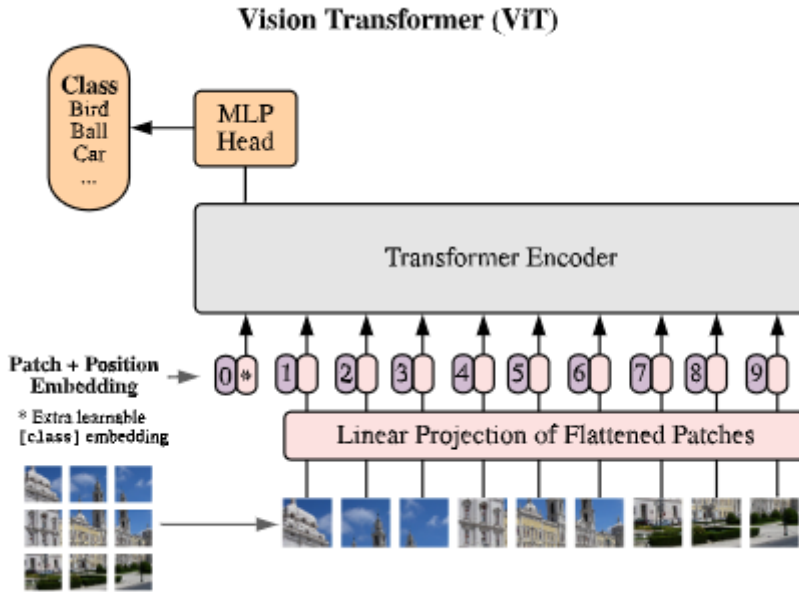 Vision Transformer (ViT)
Class
Bird
Ball
Car
...
MLP
Head
Transformer Encoder
Patch + Position
Embedding
0 * 1 2 3 4 5 6 7 8 9
* Extra learnable
[class] embedding
Linear Projection of Flattened Patches